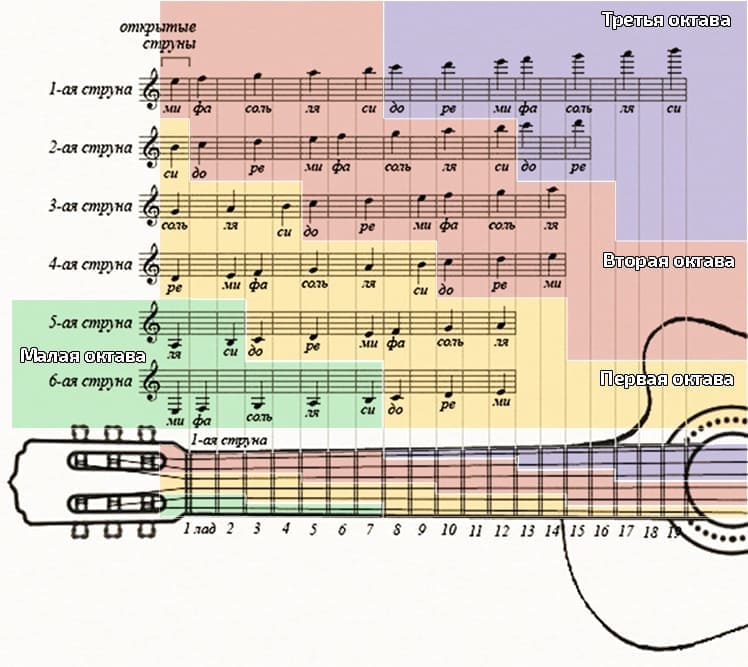 открытые
струны
Третья октава
1-ая струна
ми фа соль ля си до ре ми фа соль ля си
2-ая струна
си до ре ми фа соль ля си до ре
3-ая струна
соль ля си до ре ми фа соль ля
4-ая струна
ре ми фа соль ля си до ре ми
Вторая октава
5-ая струна
ля си до ре ми фа соль ля
Малая октава
6-ая струна
ми фа соль ля си до ре ми
Первая октава
1-ая струна
1 лад 2 3 4 5 6 7 8 9 10 11 12 13 14 15 16 17 18 19